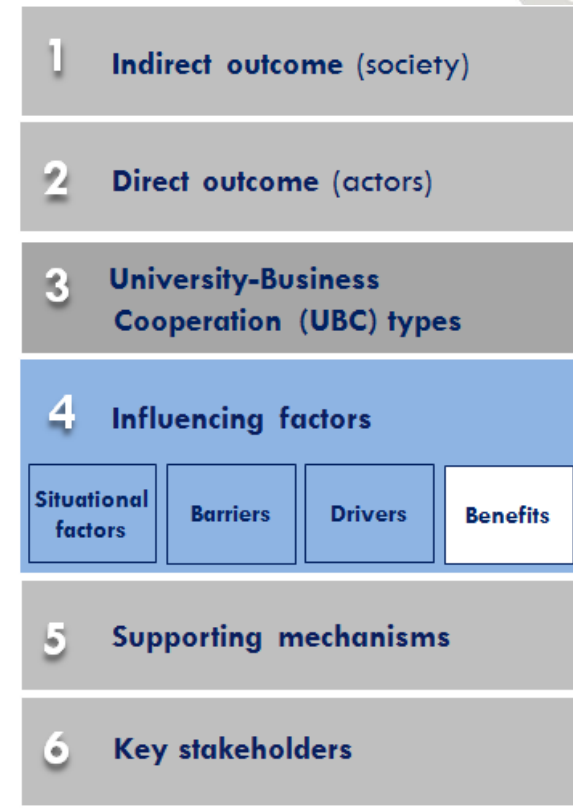 1 Indirect outcome (society)
2 Direct outcome (actors)
3 University-Business
Cooperation (UBC) types
4 Influencing factors
Situational
factors
Barriers
Drivers
Benefits
5 Supporting mechanisms
6 Key stakeholders